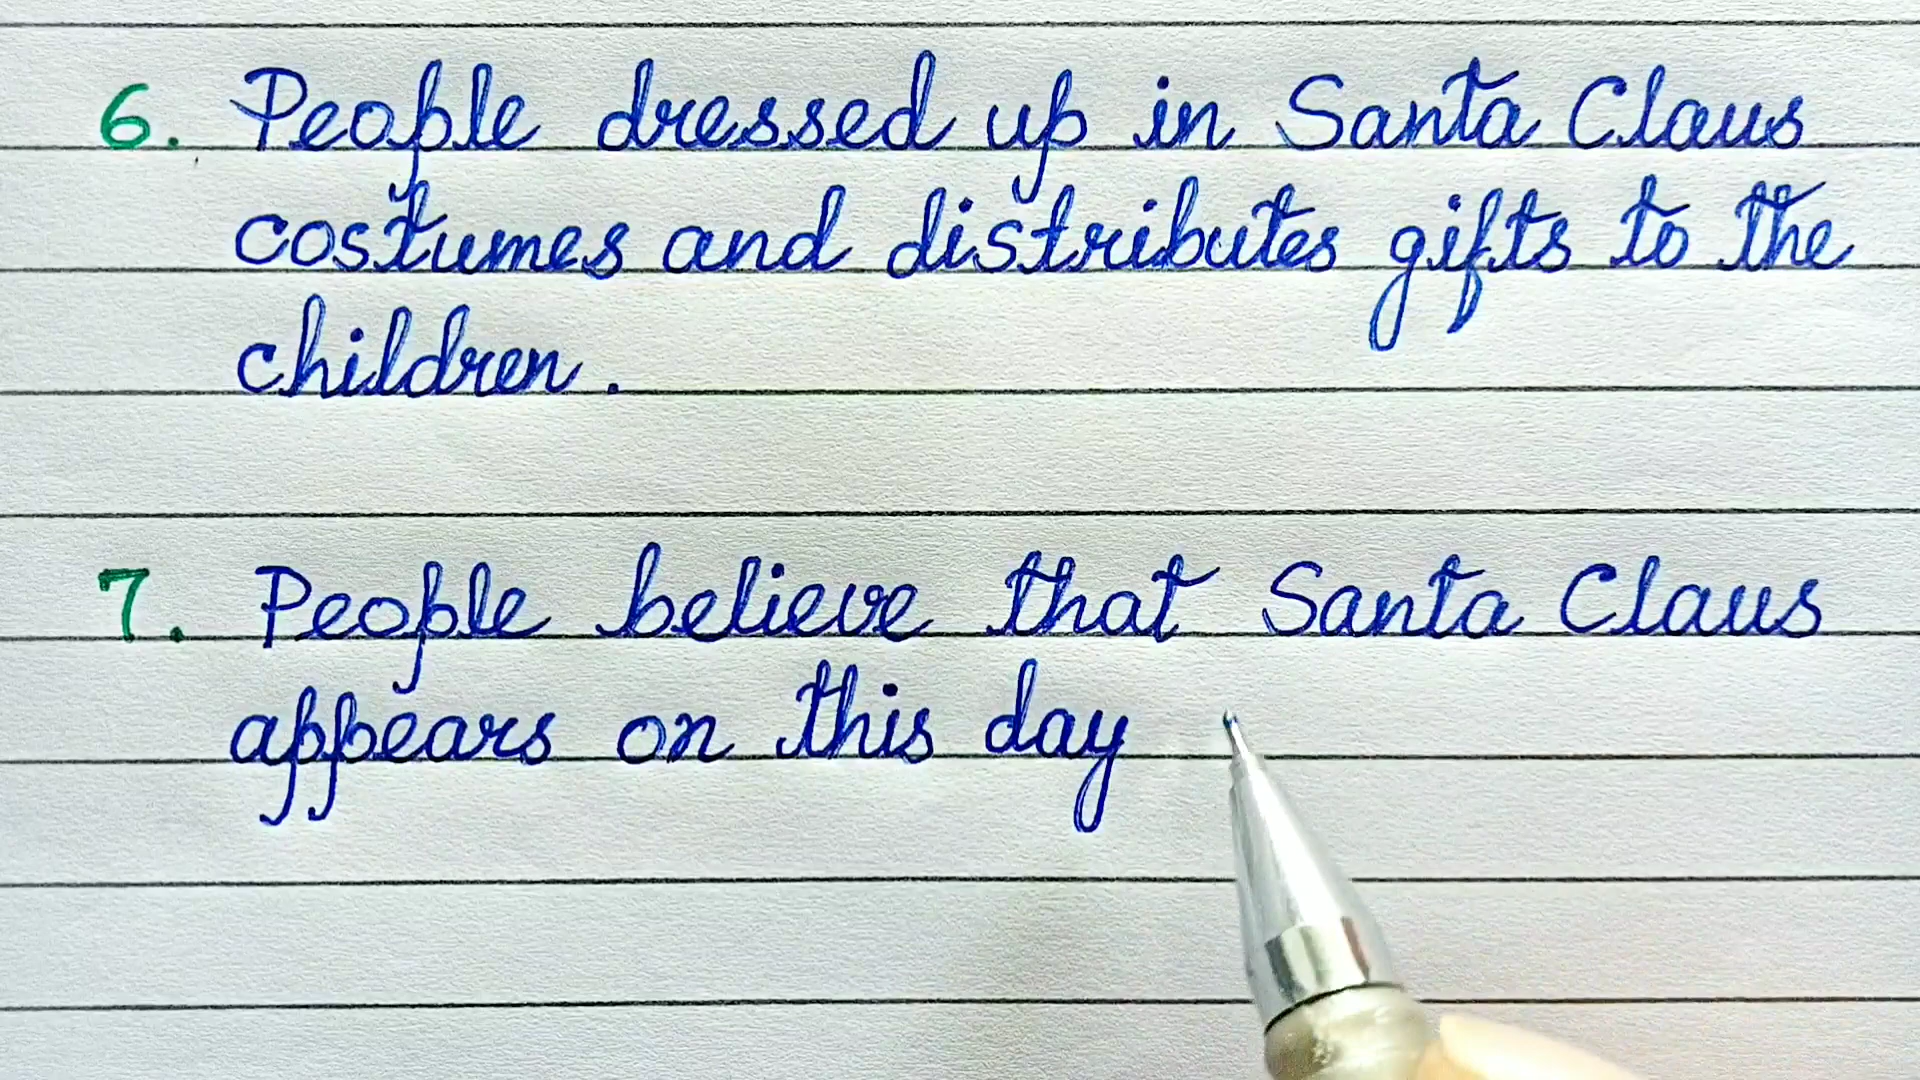 6. People dressed up in Santa Claus
costumes and distributes gifts to the
children.
7. People believe that Santa Claus
appears on this day